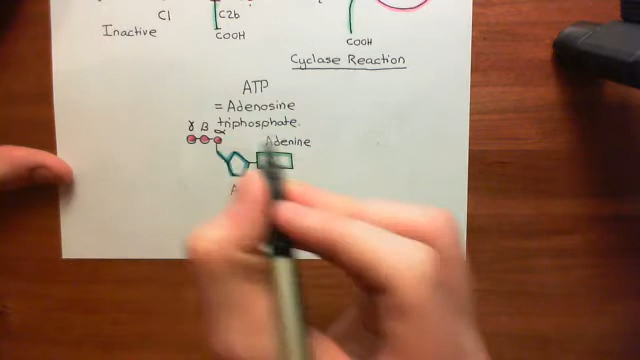 C1
C2b
Inactive
COOH
COOH
Cyclase Reaction
ATP
= Adenosine
triphosphate.
γ β α
Adenine
A